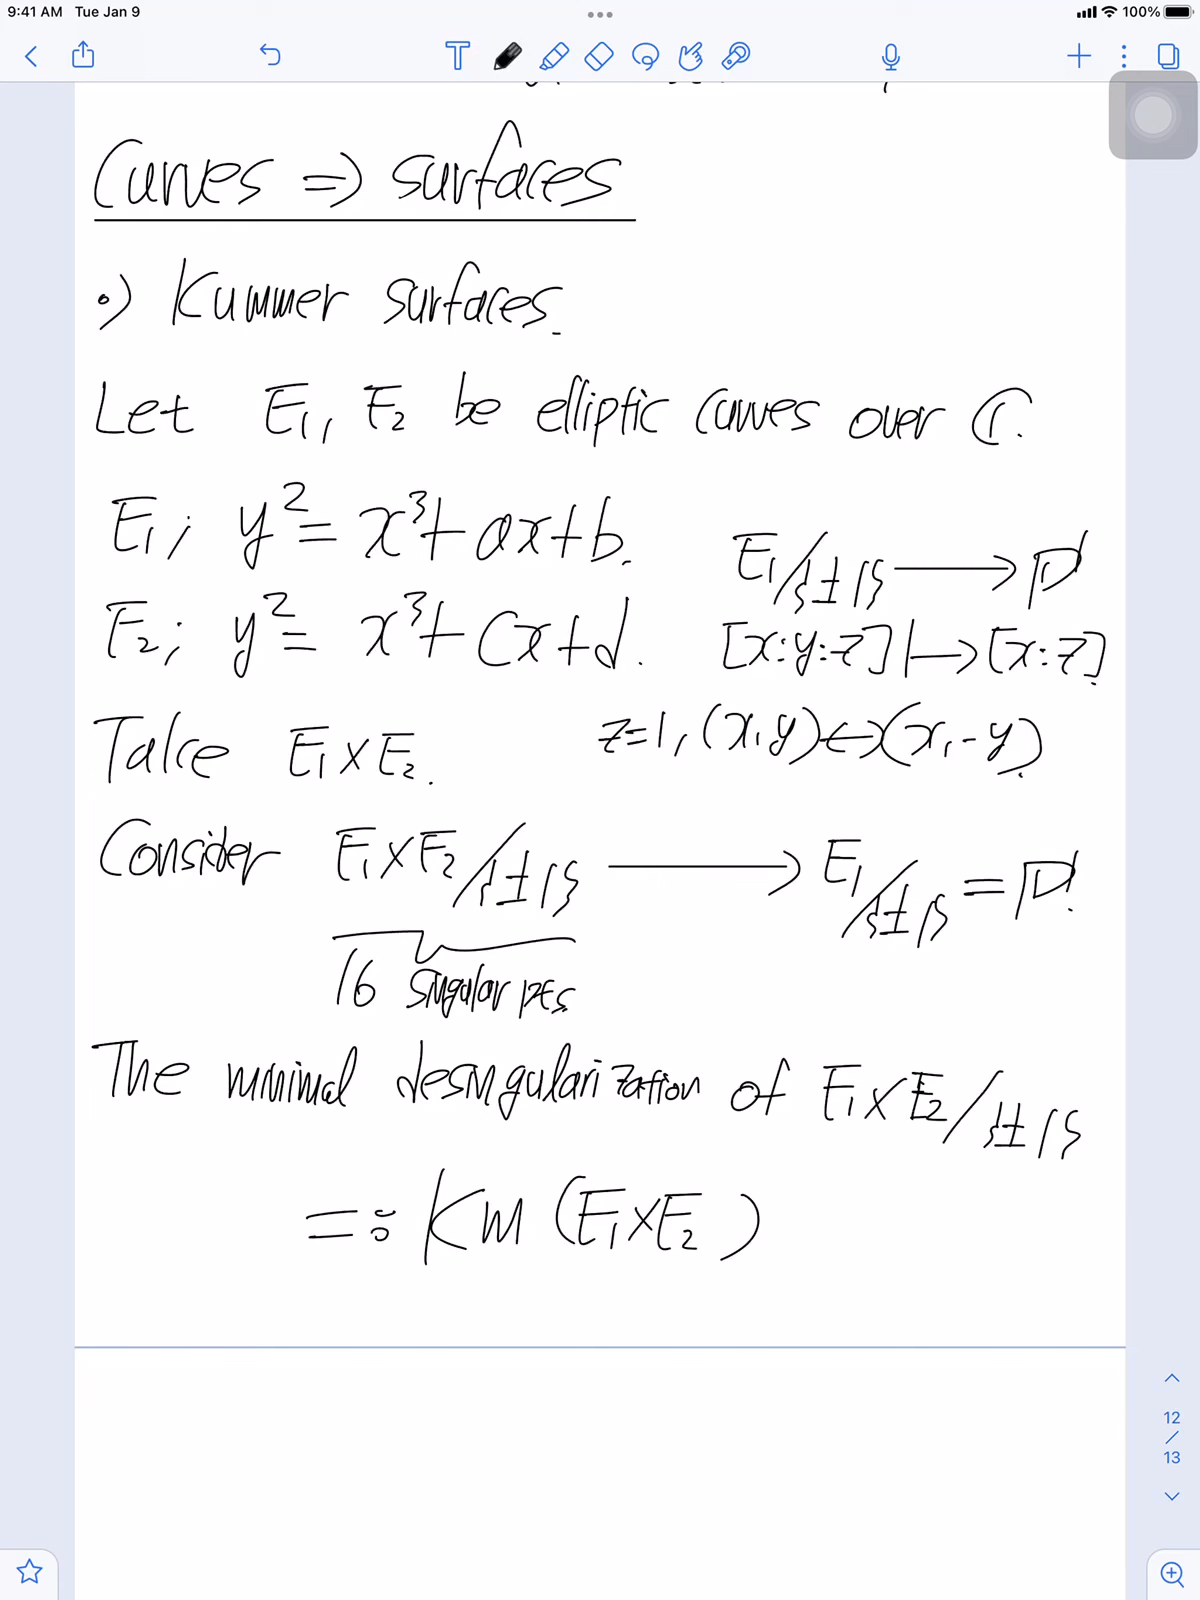 9:41 AM Tue Jan 9
100%
Curves ⇒ surfaces
•) Kummer surfaces.
Let E₁, E₂ be elliptic curves over ℂ.
E₁; y² = x³+ax+b.
E₁/{±1} ⟶ ℙ¹
E₂; y² = x³+cx+d.
[x:y:z] ⟼ [x:z].
Take E₁×E₂.
z=1, (x,y)↔(x,-y).
Consider E₁×E₂/{±1} ⟶ E₁/{±1} = ℙ¹.
16 singular pts.
The minimal desingularization of E₁×E₂/{±1}
=: Km (E₁×E₂)
12
/
13